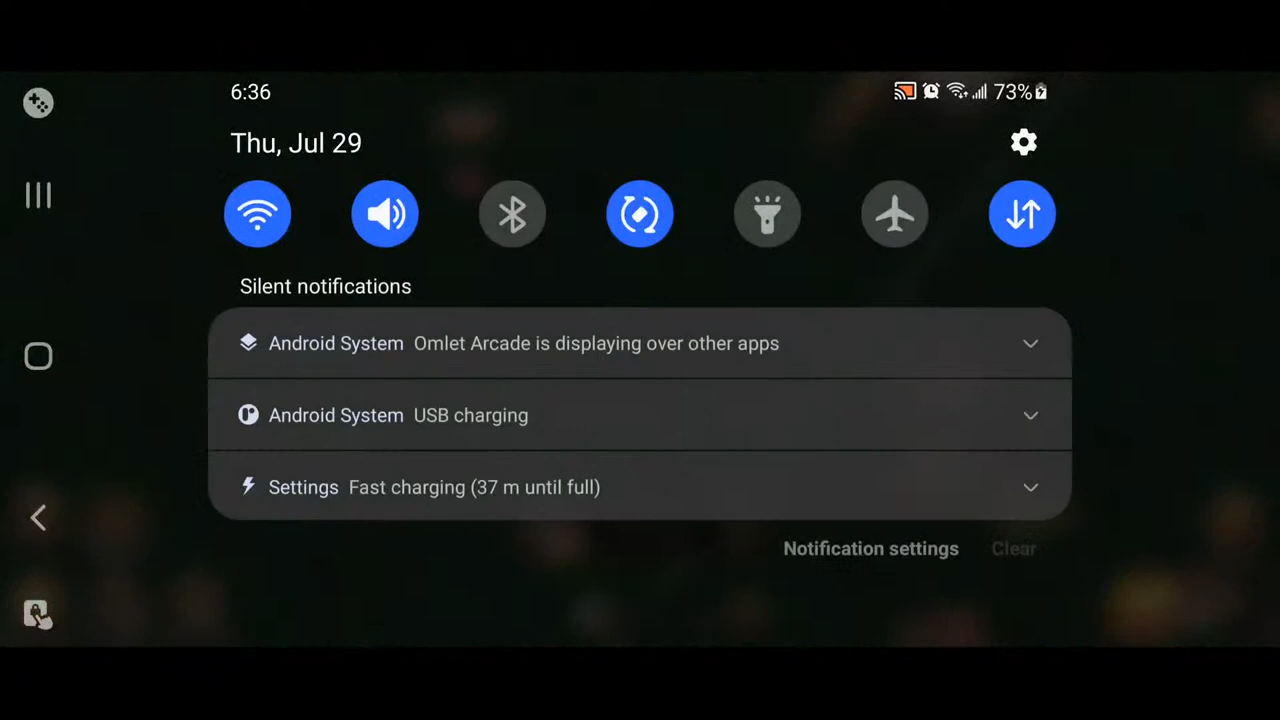 6:36
73%
Thu, Jul 29
Silent notifications
Android System Omlet Arcade is displaying over other apps
Android System USB charging
Settings Fast charging (37 m until full)
Notification settings Clear